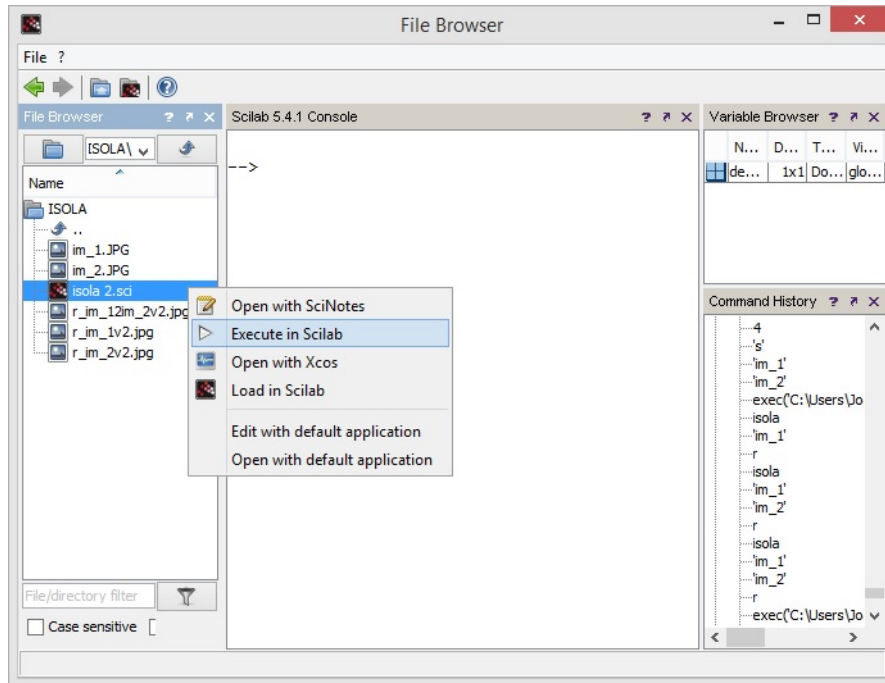 File Browser
File ?
File Browser
ISOLA\
Name
ISOLA
..
im_1.JPG
im_2.JPG
isola 2.sci
r_im_12im_2v2.jpg
r_im_1v2.jpg
r_im_2v2.jpg
File/directory filter
Case sensitive
Open with SciNotes
Execute in Scilab
Open with Xcos
Load in Scilab
Edit with default application
Open with default application
Scilab 5.4.1 Console
-->
Variable Browser
N... D... T... Vi...
de... 1x1 Do... glo...
Command History
4
's'
'im_1'
'im_2'
exec('C:\Users\Jo
isola
'im_1'
r
isola
'im_1'
'im_2'
r
isola
'im_1'
'im_2'
r
exec('C:\Users\Jo